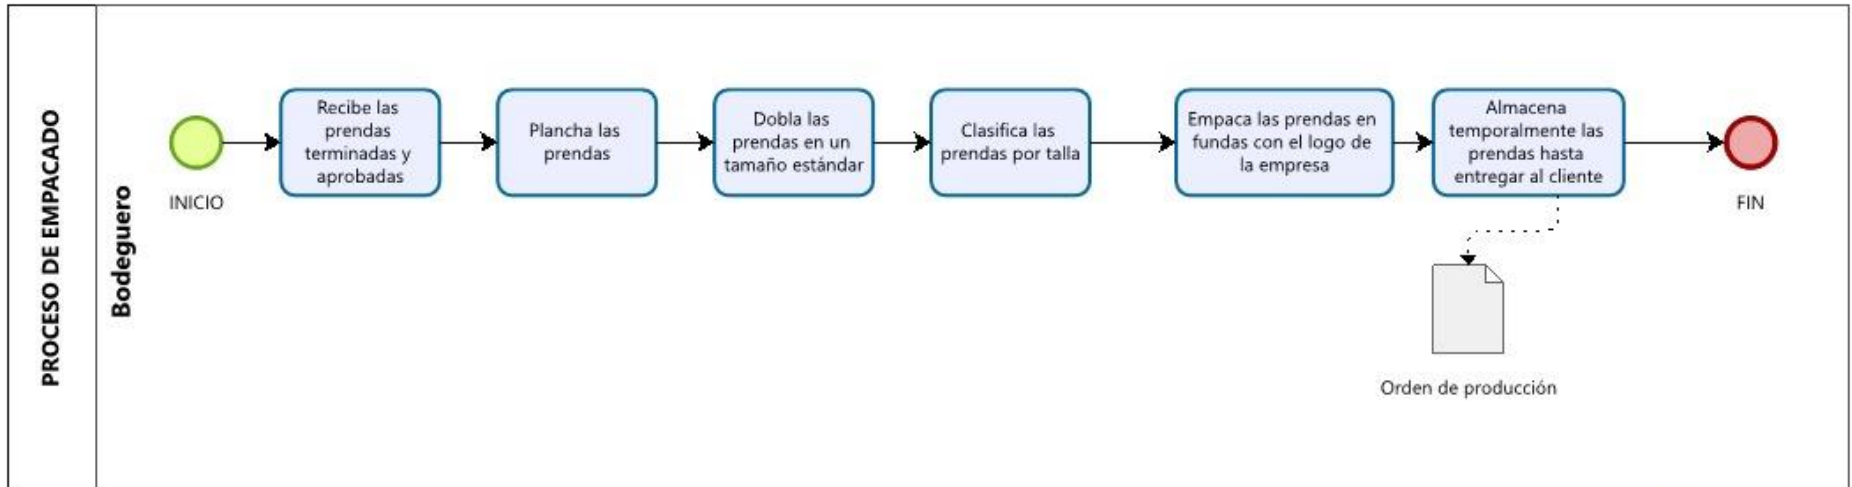 PROCESO DE EMPACADO
Bodeguero
INICIO
Recibe las
prendas
terminadas y
aprobadas
Plancha las
prendas
Dobla las
prendas en un
tamaño estándar
Clasifica las
prendas por talla
Empaca las prendas en
fundas con el logo de
la empresa
Almacena
temporalmente las
prendas hasta
entregar al cliente
FIN
Orden de producción